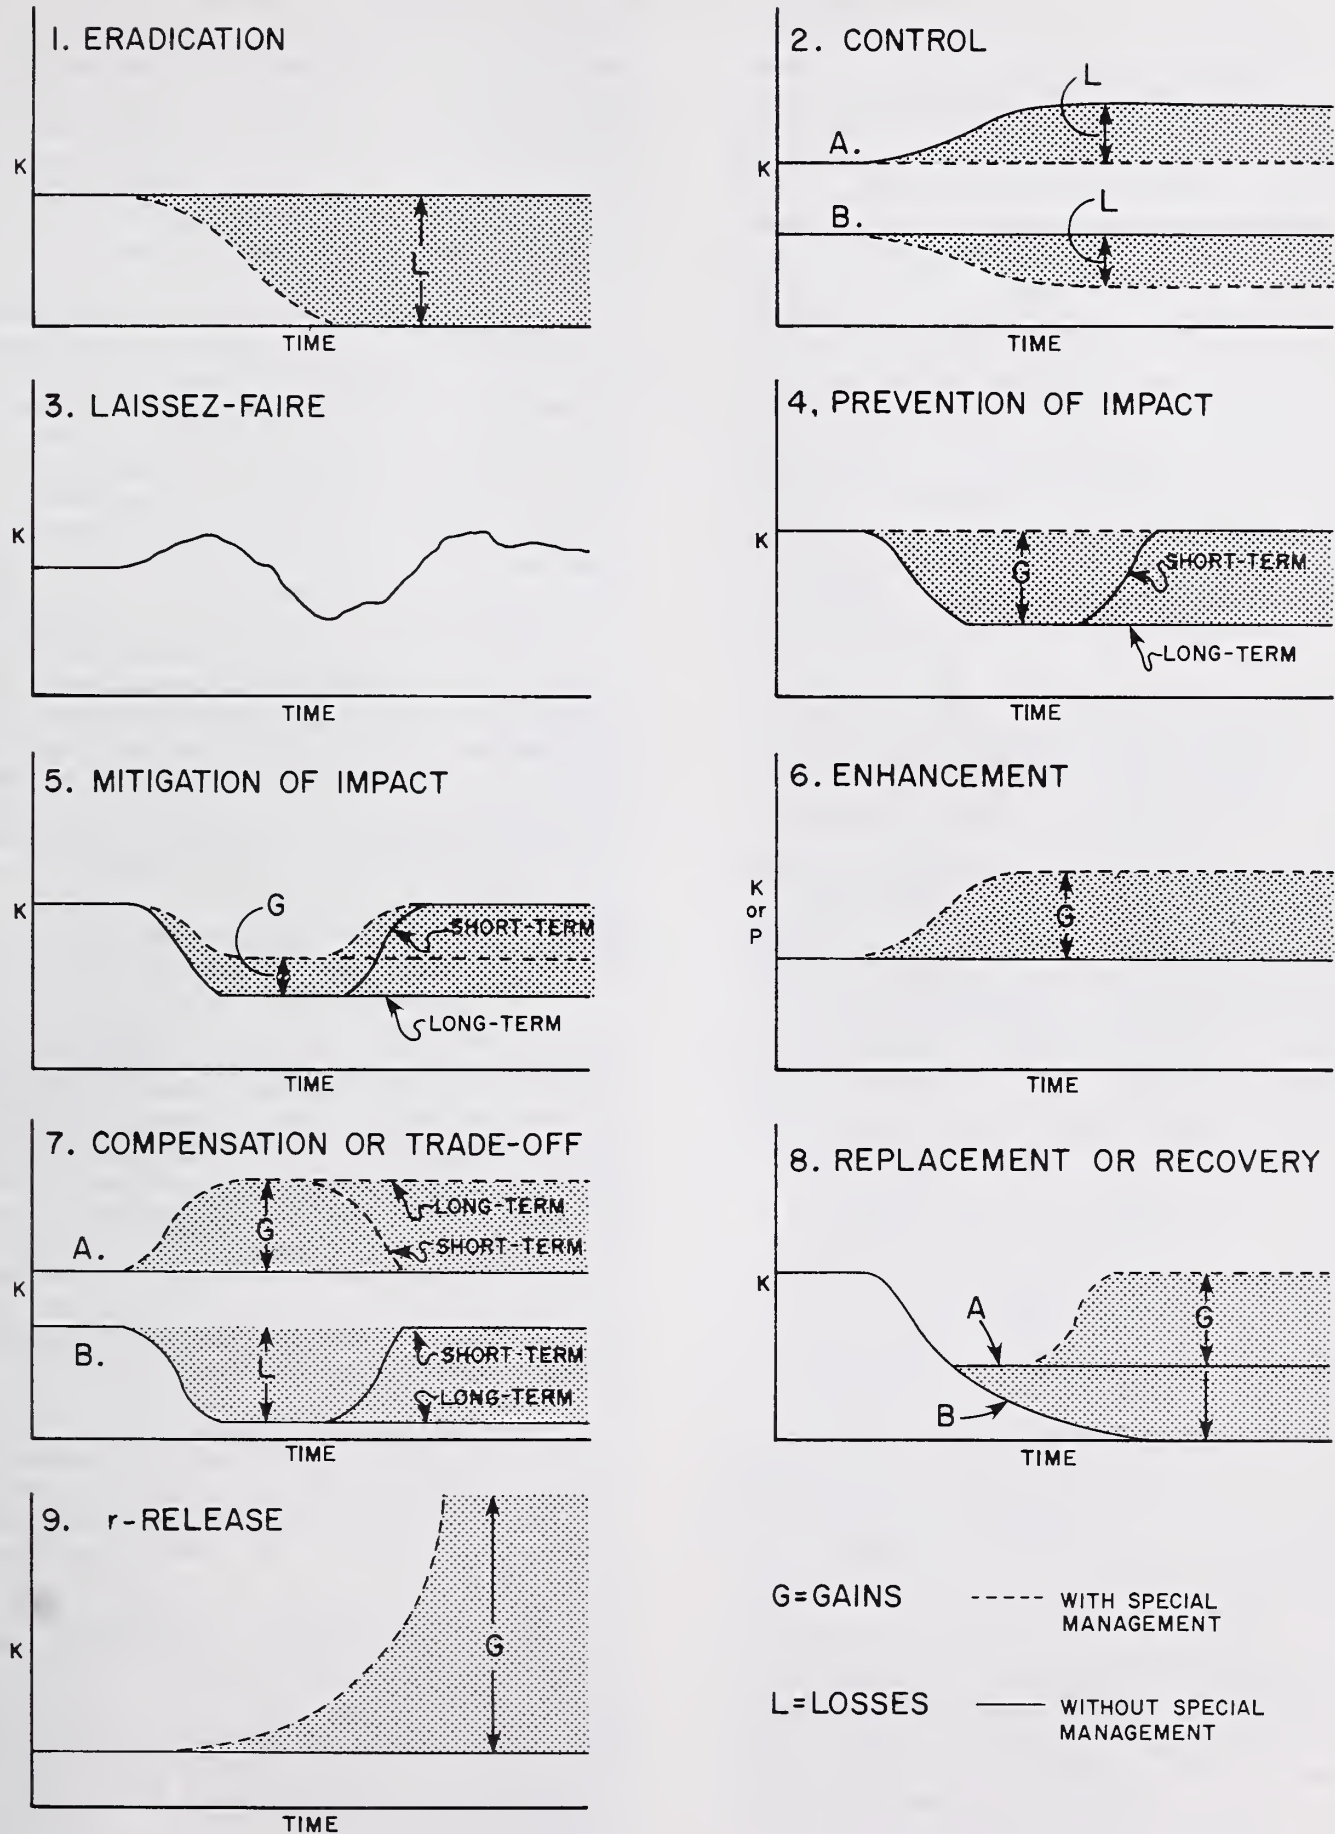 1. ERADICATION
K
L
TIME
2. CONTROL
L
A.
K
L
B.
TIME
3. LAISSEZ-FAIRE
K
TIME
4, PREVENTION OF IMPACT
K
G
SHORT-TERM
LONG-TERM
TIME
5. MITIGATION OF IMPACT
K
G
SHORT-TERM
LONG-TERM
TIME
6. ENHANCEMENT
K
or
P
G
TIME
7. COMPENSATION OR TRADE-OFF
LONG-TERM
G
A.
SHORT-TERM
K
B.
L
SHORT-TERM
LONG-TERM
TIME
8. REPLACEMENT OR RECOVERY
K
A
G
B
TIME
9. r-RELEASE
K
G
TIME
G=GAINS
WITH SPECIAL
MANAGEMENT
L=LOSSES
WITHOUT SPECIAL
MANAGEMENT